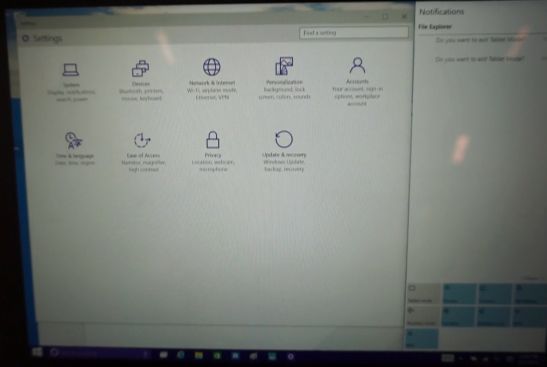 Settings
Settings
Find a setting
System
Display, notifications,
search, power
Devices
Bluetooth, printers,
mouse, keyboard
Network & Internet
Wi-Fi, airplane mode,
Ethernet, VPN
Personalization
background, lock
screen, colors, sounds
Accounts
Your account, sign-in
options, workplace
account
Time & language
Date, time, region
Ease of Access
Narrator, magnifier,
high contrast
Privacy
Location, webcam,
microphone
Update & recovery
Windows Update,
backup, recovery
Notifications
File Explorer
Do you want to exit Tablet Mode?
Do you want to exit Tablet mode?
Tablet mode